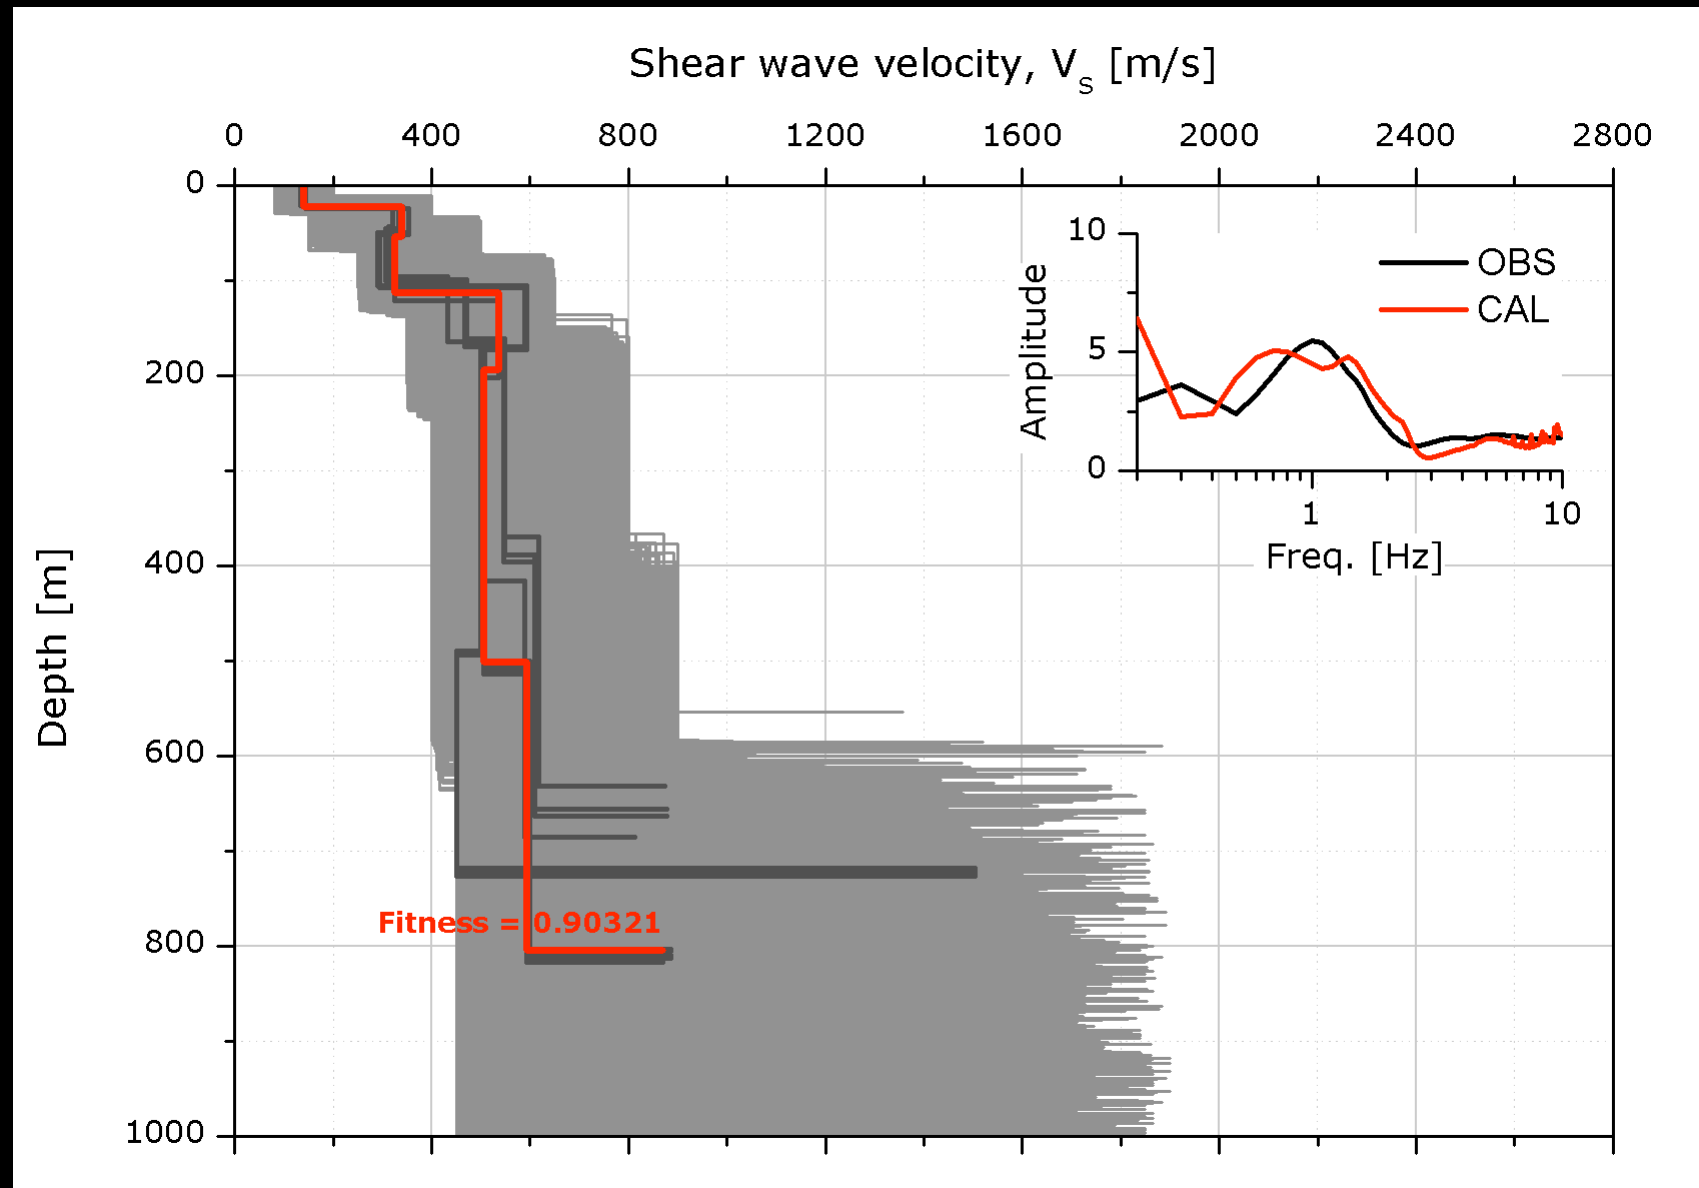 Shear wave velocity, VS [m/s]
0 400 800 1200 1600 2000 2400 2800
0
200
400
600
800
1000
Depth [m]
Fitness = 0.90321
10
5
0
Amplitude
OBS
CAL
1 10
Freq. [Hz]